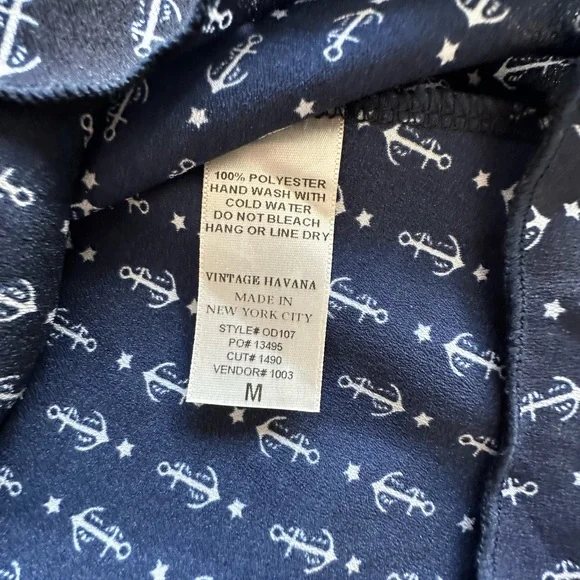 100% POLYESTER
HAND WASH WITH
COLD WATER
DO NOT BLEACH
HANG OR LINE DRY
VINTAGE HAVANA
MADE IN
NEW YORK CITY
STYLE# OD107
PO# 13495
CUT# 1490
VENDOR# 1003
M